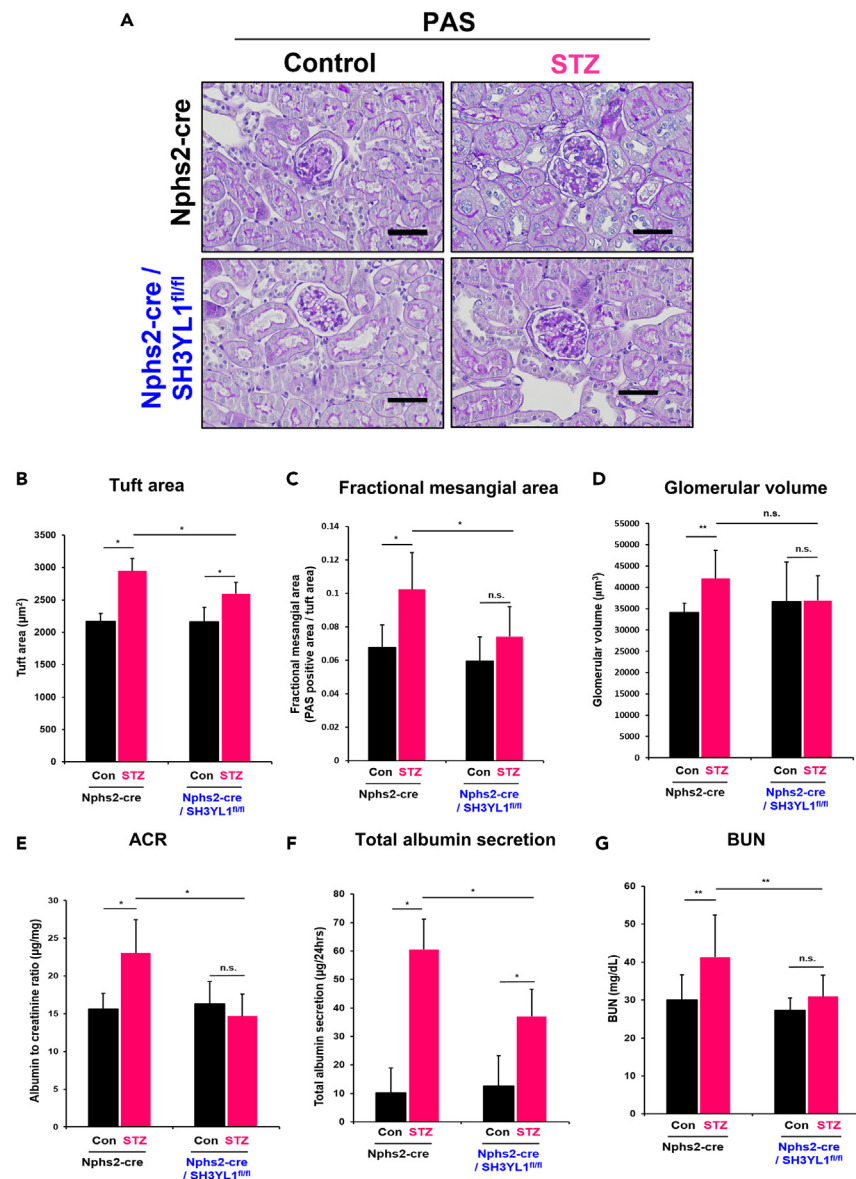 A
PAS
Control
STZ
Nphs2-cre
Nphs2-cre /
SH3YL1fl/fl
B
Tuft area
Tuft area (µm²)
3500
3000
2500
2000
1500
1000
500
0
*
*
*
Con STZ
Con STZ
Nphs2-cre
Nphs2-cre
/ SH3YL1fl/fl
C
Fractional mesangial area
Fractional mesangial area
(PAS positive area / tuft area)
0.14
0.12
0.1
0.08
0.06
0.04
0.02
0
*
*
n.s.
Con STZ
Con STZ
Nphs2-cre
Nphs2-cre
/ SH3YL1fl/fl
D
Glomerular volume
Glomerular volume (µm³)
55000
50000
45000
40000
35000
30000
25000
20000
15000
10000
5000
0
**
n.s.
n.s.
Con STZ
Con STZ
Nphs2-cre
Nphs2-cre
/ SH3YL1fl/fl
E
ACR
Albumin to creatinine ratio (µg/mg)
30
25
20
15
10
5
0
*
*
n.s.
Con STZ
Con STZ
Nphs2-cre
Nphs2-cre
/ SH3YL1fl/fl
F
Total albumin secretion
Total albumin secretion (µg/24hrs)
80
70
60
50
40
30
20
10
0
*
*
*
Con STZ
Con STZ
Nphs2-cre
Nphs2-cre
/ SH3YL1fl/fl
G
BUN
BUN (mg/dL)
60
50
40
30
20
10
0
**
**
n.s.
Con STZ
Con STZ
Nphs2-cre
Nphs2-cre
/ SH3YL1fl/fl